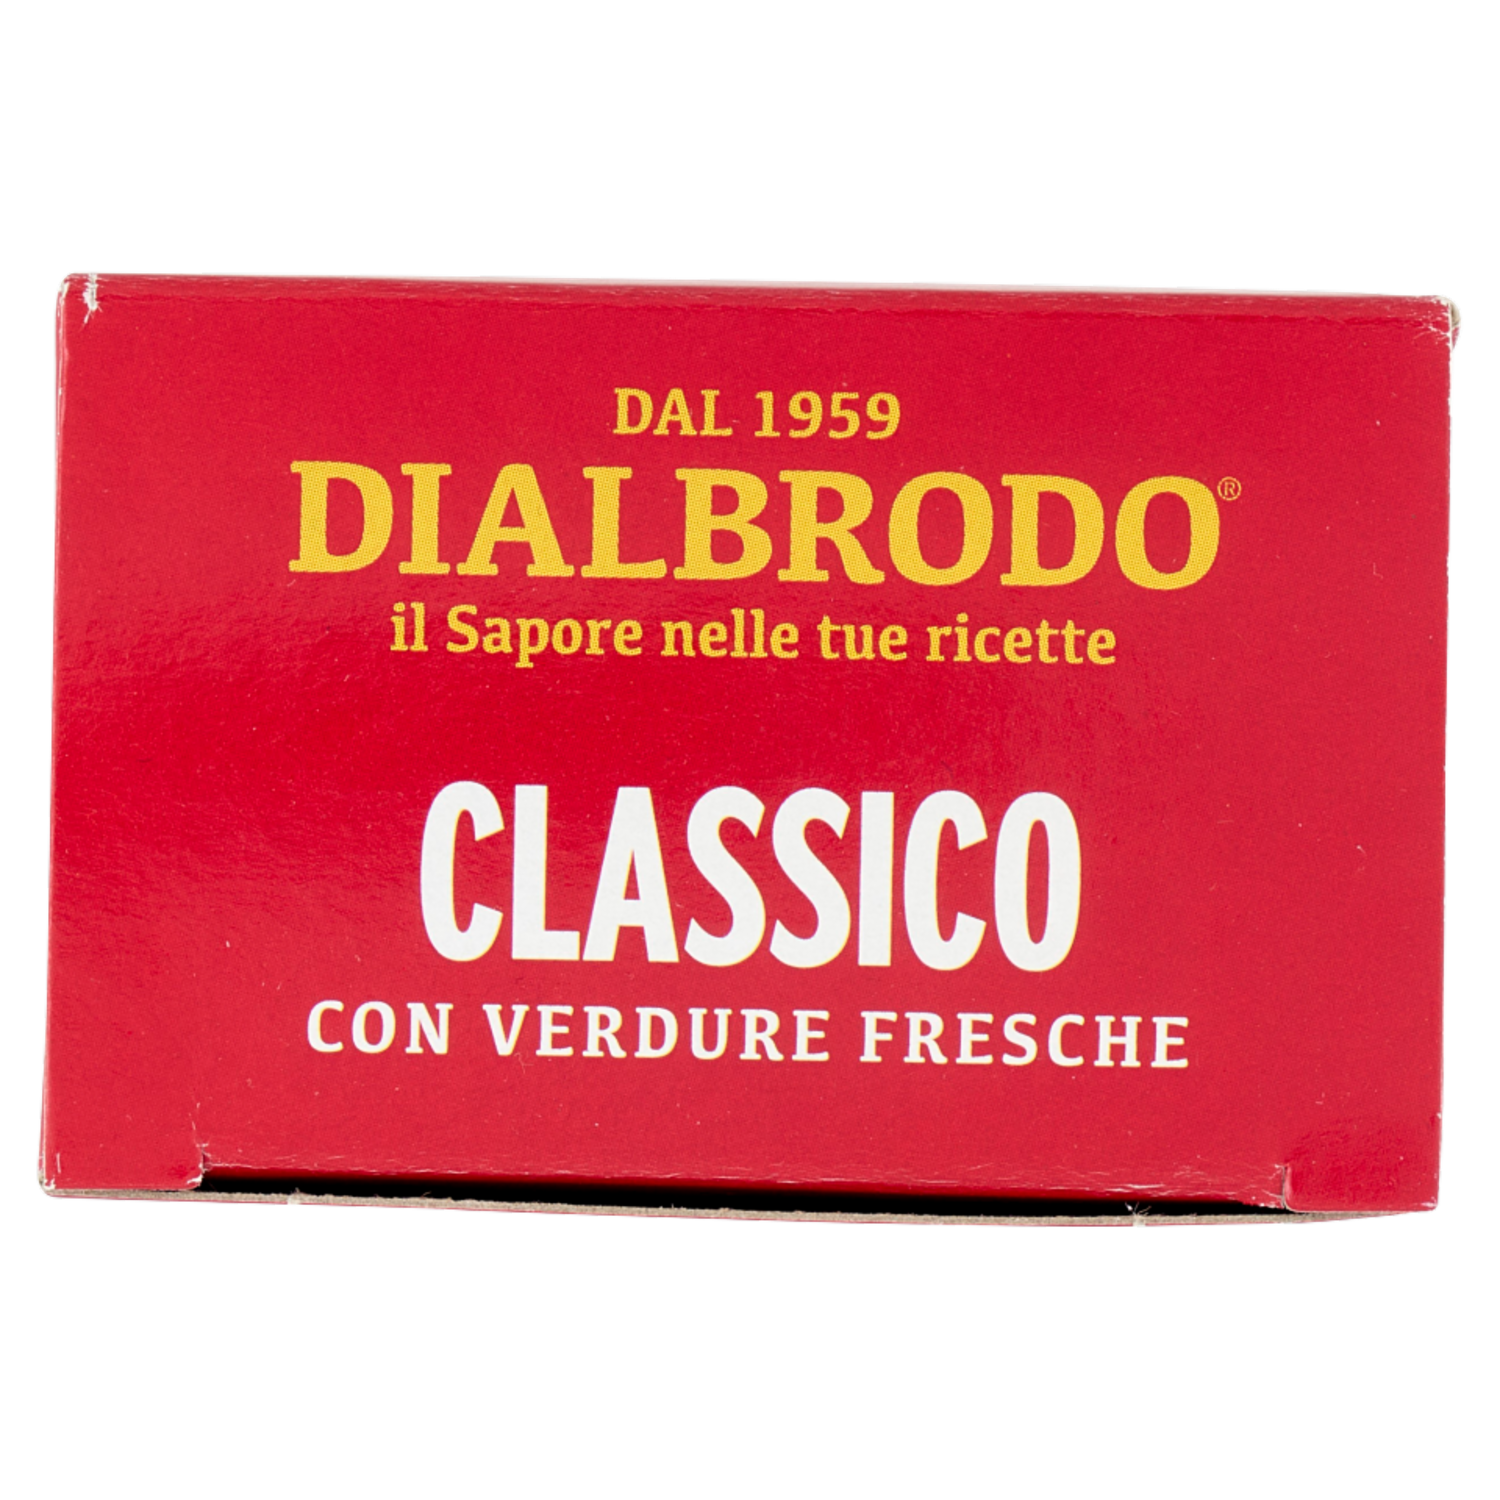 DAL 1959
DIALBRODO®
il Sapore nelle tue ricette
CLASSICO
CON VERDURE FRESCHE